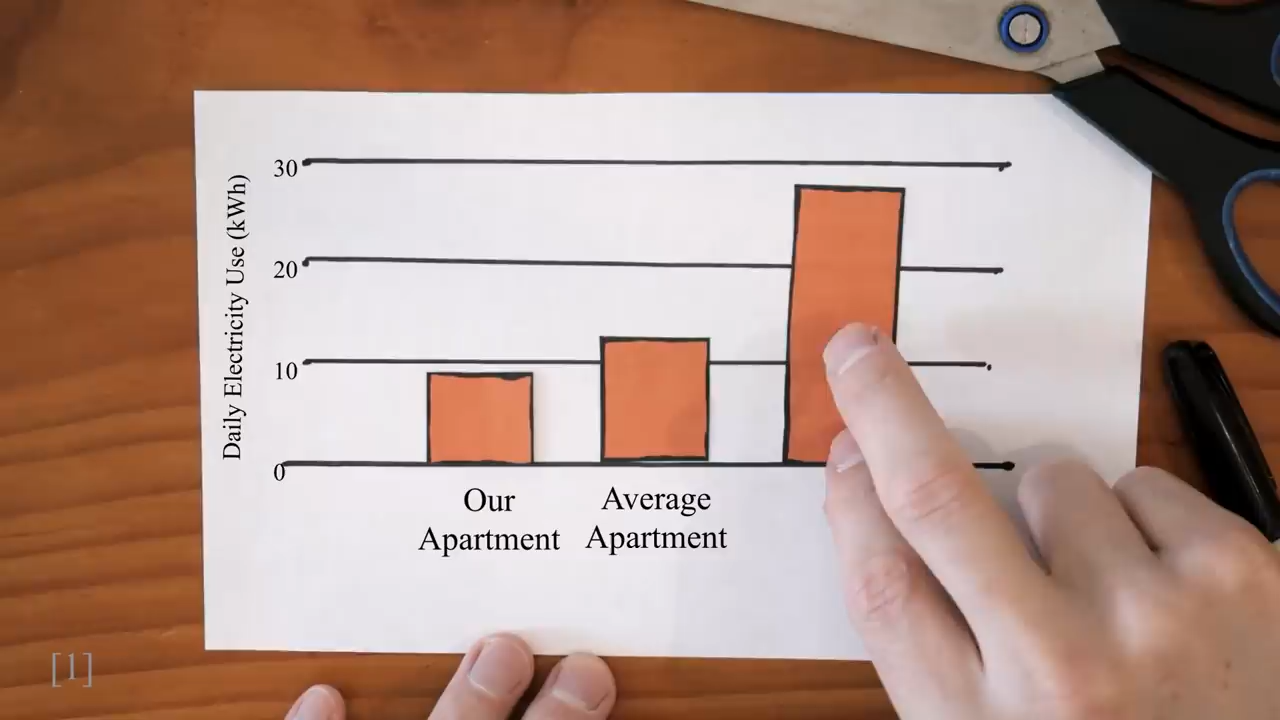 Daily Electricity Use (kWh)
30
20
10
0
Our
Apartment
Average
Apartment
[1]